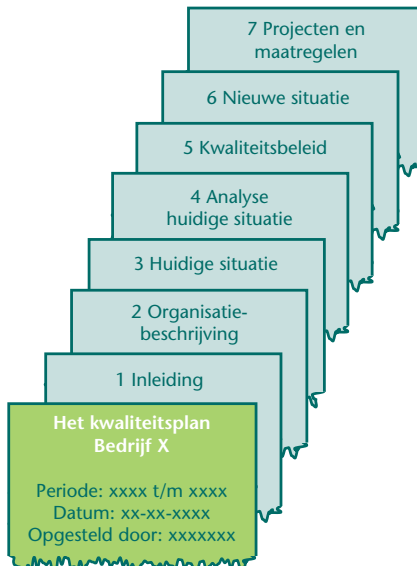 7 Projecten en
maatregelen
6 Nieuwe situatie
5 Kwaliteitsbeleid
4 Analyse
huidige situatie
3 Huidige situatie
2 Organisatie-
beschrijving
1 Inleiding
Het kwaliteitsplan
Bedrijf X
Periode: xxxx t/m xxxx
Datum: xx-xx-xxxx
Opgesteld door: xxxxxxx